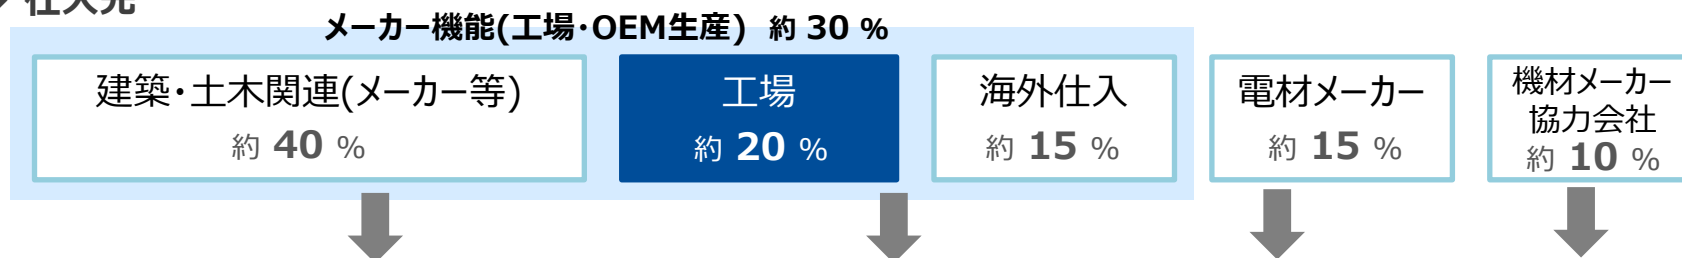 仕入先
メーカー機能(工場・OEM生産) 約 30 %
建築・土木関連(メーカー等)
約 40 %
工場
約 20 %
海外仕入
約 15 %
電材メーカー
約 15 %
機材メーカー
協力会社
約 10 %